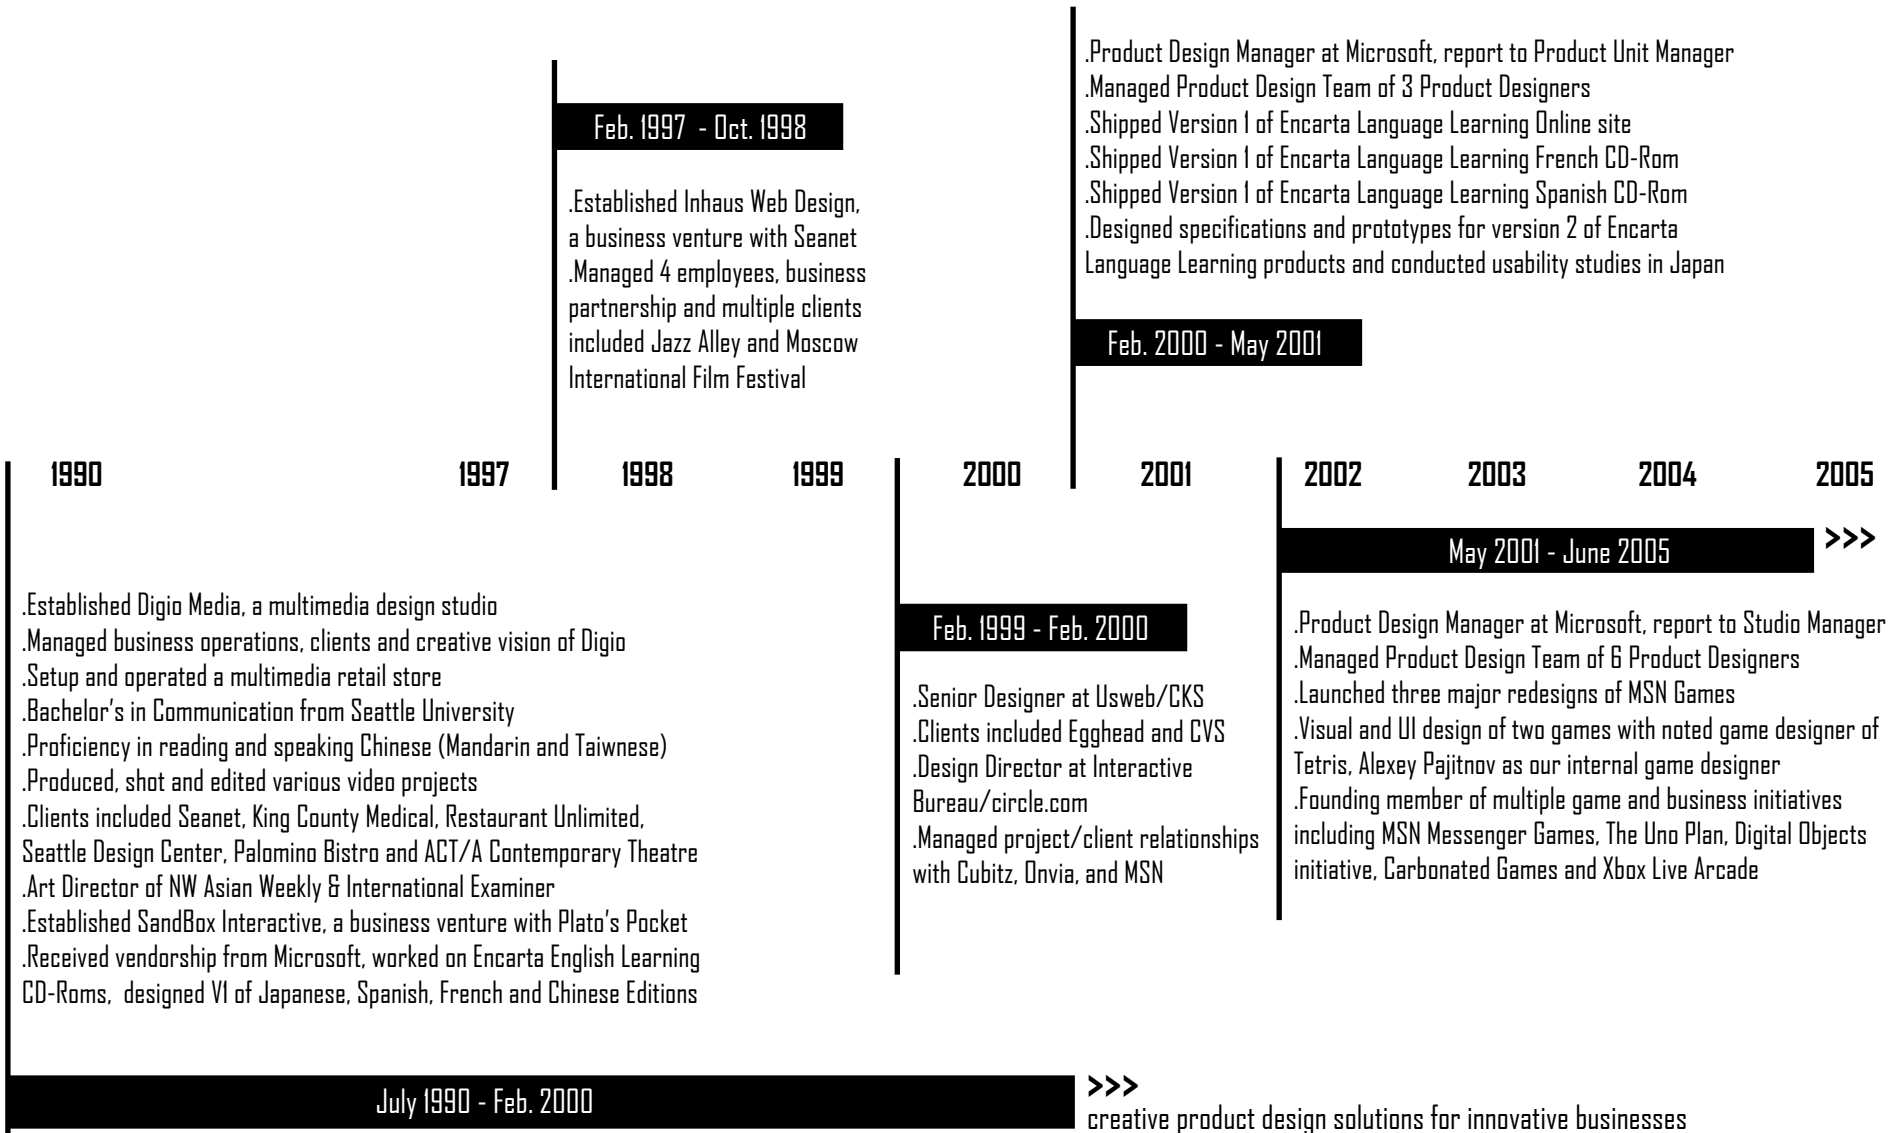 .Product Design Manager at Microsoft, report to Product Unit Manager
.Managed Product Design Team of 3 Product Designers
.Shipped Version 1 of Encarta Language Learning Online site
.Shipped Version 1 of Encarta Language Learning French CD-Rom
.Shipped Version 1 of Encarta Language Learning Spanish CD-Rom
.Designed specifications and prototypes for version 2 of Encarta
Language Learning products and conducted usability studies in Japan
Feb. 2000 - May 2001
Feb. 1997 - Oct. 1998
.Established Inhaus Web Design,
a business venture with Seanet
.Managed 4 employees, business
partnership and multiple clients
included Jazz Alley and Moscow
International Film Festival
1990 1997 1998 1999 2000 2001 2002 2003 2004 2005
.Established Digio Media, a multimedia design studio
.Managed business operations, clients and creative vision of Digio
.Setup and operated a multimedia retail store
.Bachelor's in Communication from Seattle University
.Proficiency in reading and speaking Chinese (Mandarin and Taiwnese)
.Produced, shot and edited various video projects
.Clients included Seanet, King County Medical, Restaurant Unlimited,
Seattle Design Center, Palomino Bistro and ACT/A Contemporary Theatre
.Art Director of NW Asian Weekly & International Examiner
.Established SandBox Interactive, a business venture with Plato's Pocket
.Received vendorship from Microsoft, worked on Encarta English Learning
CD-Roms, designed V1 of Japanese, Spanish, French and Chinese Editions
July 1990 - Feb. 2000
Feb. 1999 - Feb. 2000
.Senior Designer at Usweb/CKS
.Clients included Egghead and CVS
.Design Director at Interactive
Bureau/circle.com
.Managed project/client relationships
with Cubitz, Onvia, and MSN
May 2001 - June 2005 >>>
.Product Design Manager at Microsoft, report to Studio Manager
.Managed Product Design Team of 6 Product Designers
.Launched three major redesigns of MSN Games
.Visual and UI design of two games with noted game designer of
Tetris, Alexey Pajitnov as our internal game designer
.Founding member of multiple game and business initiatives
including MSN Messenger Games, The Uno Plan, Digital Objects
initiative, Carbonated Games and Xbox Live Arcade
>>>
creative product design solutions for innovative businesses